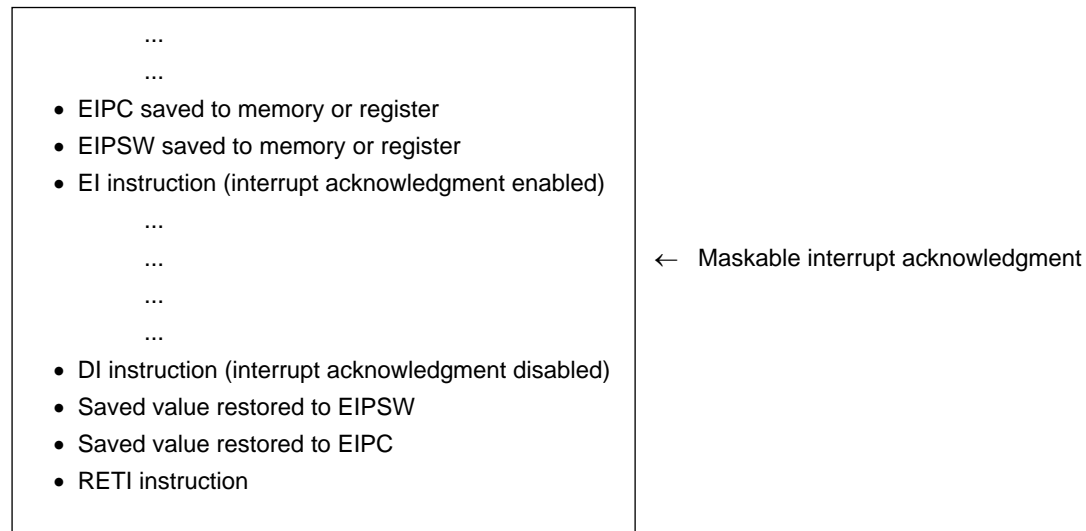 ...
...
• EIPC saved to memory or register
• EIPSW saved to memory or register
• EI instruction (interrupt acknowledgment enabled)
...
...
← Maskable interrupt acknowledgment
...
...
• DI instruction (interrupt acknowledgment disabled)
• Saved value restored to EIPSW
• Saved value restored to EIPC
• RETI instruction